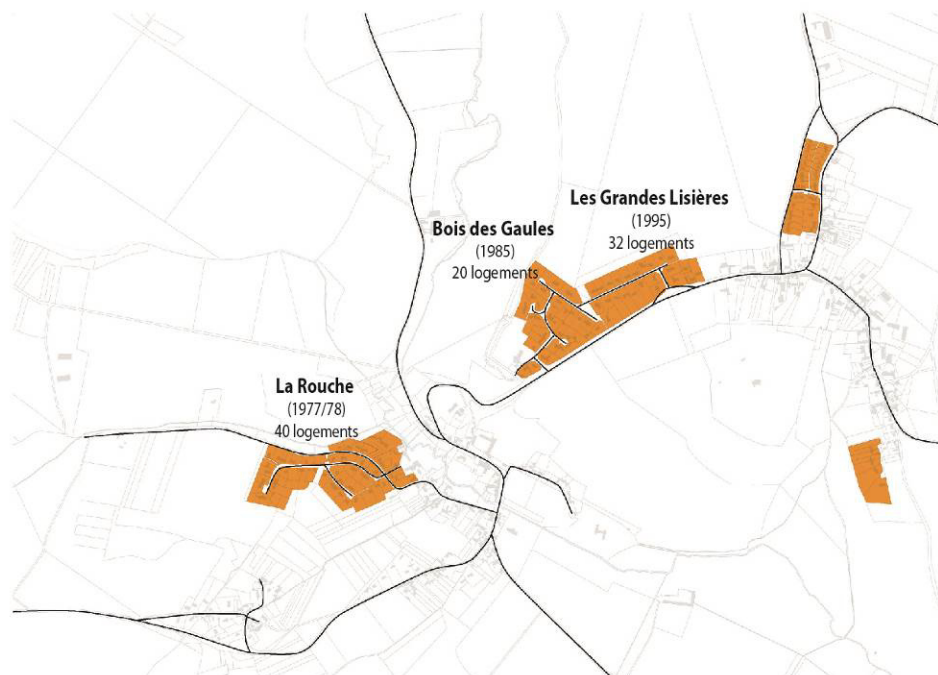 Les Grandes Lisières
(1995)
32 logements
Bois des Gaules
(1985)
20 logements
La Rouche
(1977/78)
40 logements